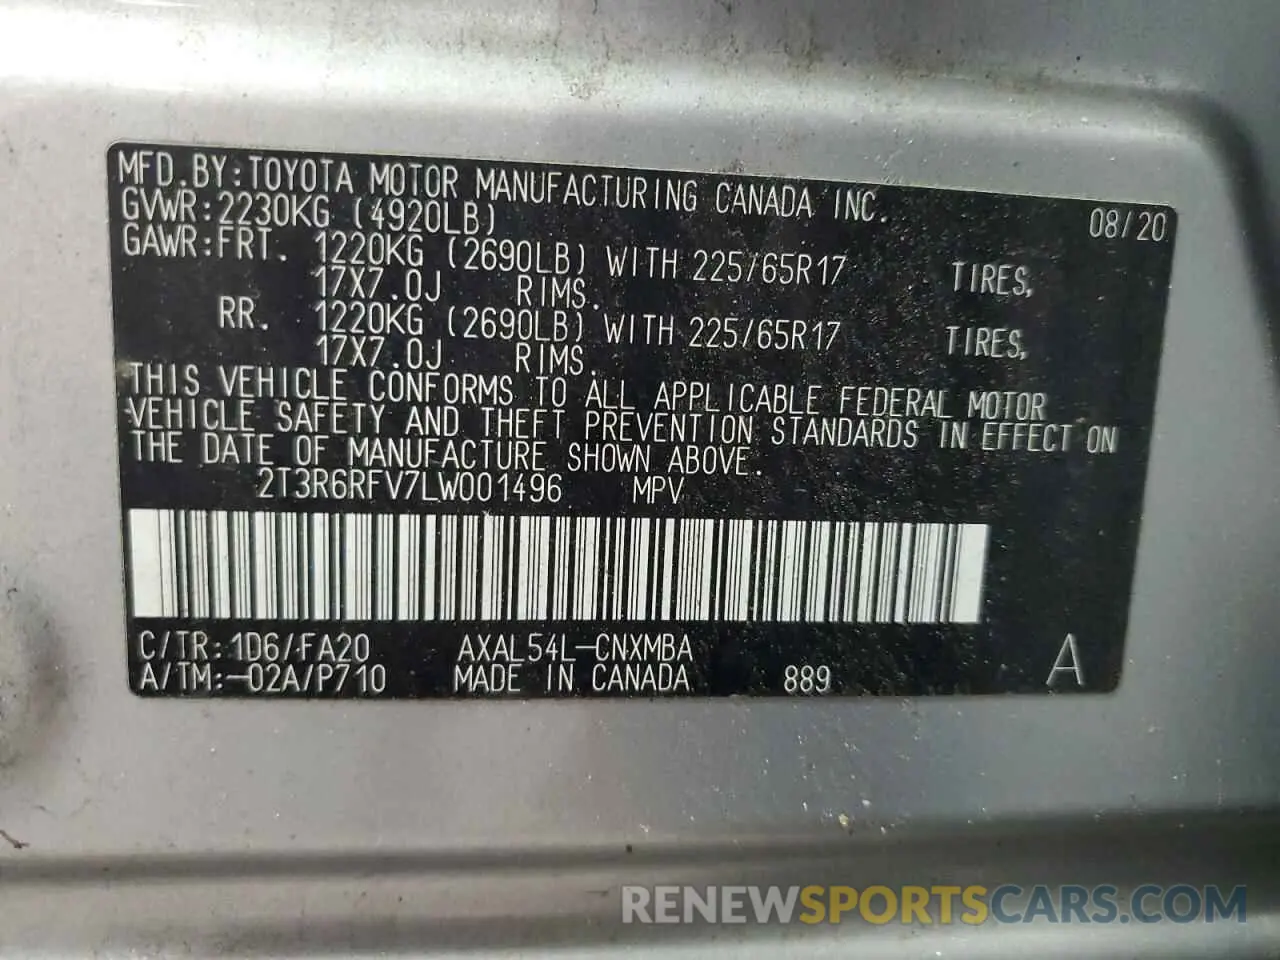 MFD.BY:TOYOTA MOTOR MANUFACTURING CANADA INC. 08/20
GVWR:2230KG (4920LB)
GAWR:FRT. 1220KG (2690LB) WITH 225/65R17 TIRES,
17X7.0J RIMS.
RR. 1220KG (2690LB) WITH 225/65R17 TIRES,
17X7.0J RIMS.
THIS VEHICLE CONFORMS TO ALL APPLICABLE FEDERAL MOTOR
VEHICLE SAFETY AND THEFT PREVENTION STANDARDS IN EFFECT ON
THE DATE OF MANUFACTURE SHOWN ABOVE.
2T3R6RFV7LW001496 MPV
C/TR:1D6/FA20 AXAL54L-CNXMBA A
A/TM:-02A/P710 MADE IN CANADA 889
RENEWSPORTSCARS.COM